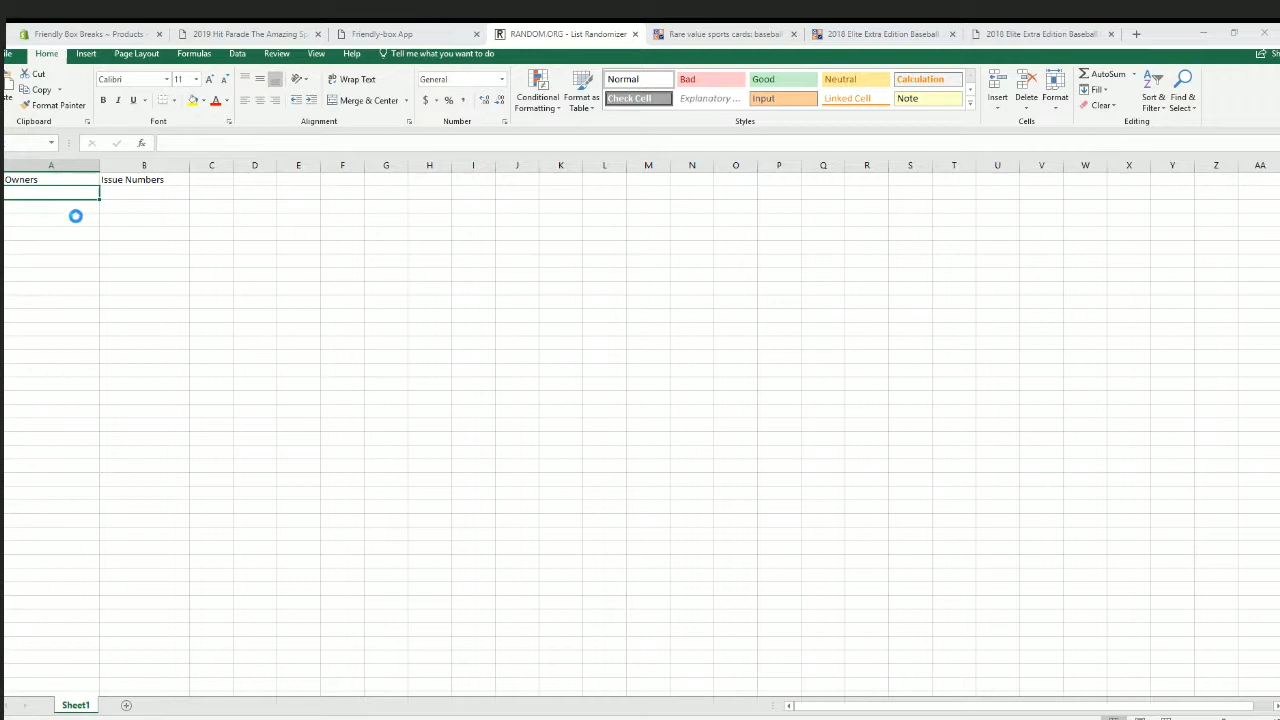 Friendly Box Breaks ~ Products
2019 Hit Parade The Amazing Sp
Friendly-box App
RANDOM.ORG - List Randomizer
Rare value sports cards: baseball
2018 Elite Extra Edition Baseball
2018 Elite Extra Edition Baseball
Home
Insert
Page Layout
Formulas
Data
Review
View
Help
Tell me what you want to do
Cut
Copy
Format Painter
Clipboard
Calibri
11
B I U
Font
Wrap Text
Merge & Center
Alignment
General
$ % ,
Number
Conditional
Formatting
Format as
Table
Normal
Bad
Good
Neutral
Calculation
Check Cell
Explanatory ...
Input
Linked Cell
Note
Styles
Insert
Delete
Format
Cells
AutoSum
Fill
Clear
Sort &
Filter
Find &
Select
Editing
fx
A B C D E F G H I J K L M N O P Q R S T U V W X Y Z AA
Owners
Issue Numbers
Sheet1